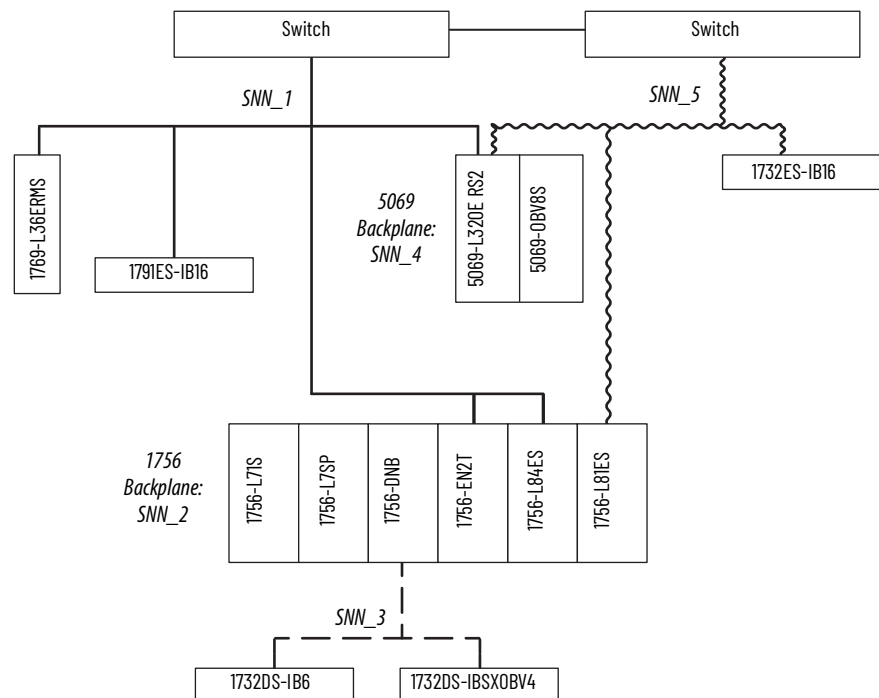 Switch
Switch
SNN_1
SNN_5
1769-L36ERMS
1791ES-IB16
5069
Backplane:
SNN_4
5069-L320E RS2
5069-OBV8S
1732ES-IB16
1756
Backplane:
SNN_2
1756-L71S
1756-L7SP
1756-DNB
1756-EN2T
1756-L84ES
1756-L81ES
SNN_3
1732DS-IB6
1732DS-IBSXOBV4